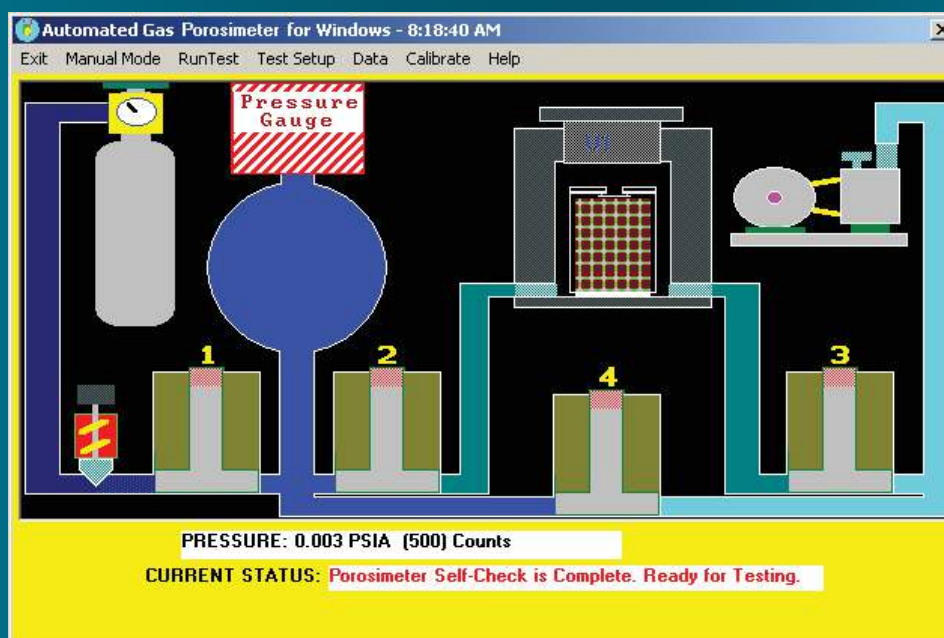 Automated Gas Porosimeter for Windows - 8:18:40 AM
Exit Manual Mode RunTest Test Setup Data Calibrate Help
Pressure
Gauge
1
2
3
4
PRESSURE: 0.003 PSIA (500) Counts
CURRENT STATUS: Porosimeter Self-Check is Complete. Ready for Testing.